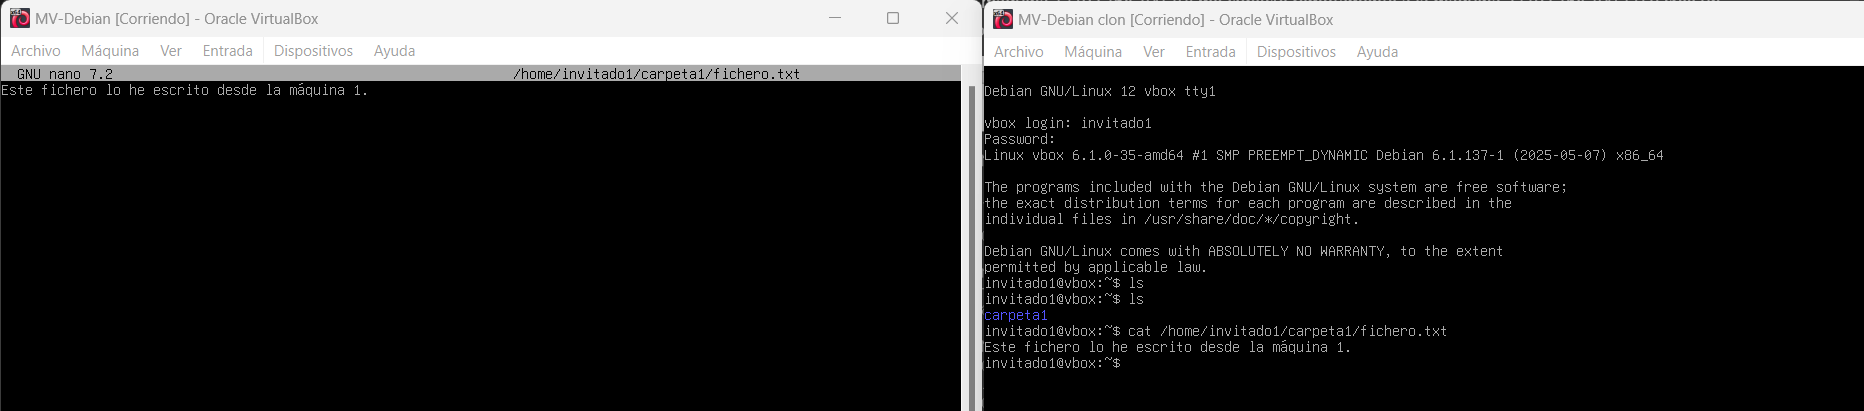 MV-Debian [Corriendo] - Oracle VirtualBox
Archivo Máquina Ver Entrada Dispositivos Ayuda
GNU nano 7.2 /home/invitado1/carpeta1/fichero.txt
Este fichero lo he escrito desde la máquina 1.
MV-Debian clon [Corriendo] - Oracle VirtualBox
Archivo Máquina Ver Entrada Dispositivos Ayuda
Debian GNU/Linux 12 vbox tty1
vbox login: invitado1
Password:
Linux vbox 6.1.0-35-amd64 #1 SMP PREEMPT_DYNAMIC Debian 6.1.137-1 (2025-05-07) x86_64
The programs included with the Debian GNU/Linux system are free software;
the exact distribution terms for each program are described in the
individual files in /usr/share/doc/*/copyright.
Debian GNU/Linux comes with ABSOLUTELY NO WARRANTY, to the extent
permitted by applicable law.
invitado1@vbox:~$ ls
invitado1@vbox:~$ ls
carpeta1
invitado1@vbox:~$ cat /home/invitado1/carpeta1/fichero.txt
Este fichero lo he escrito desde la máquina 1.
invitado1@vbox:~$